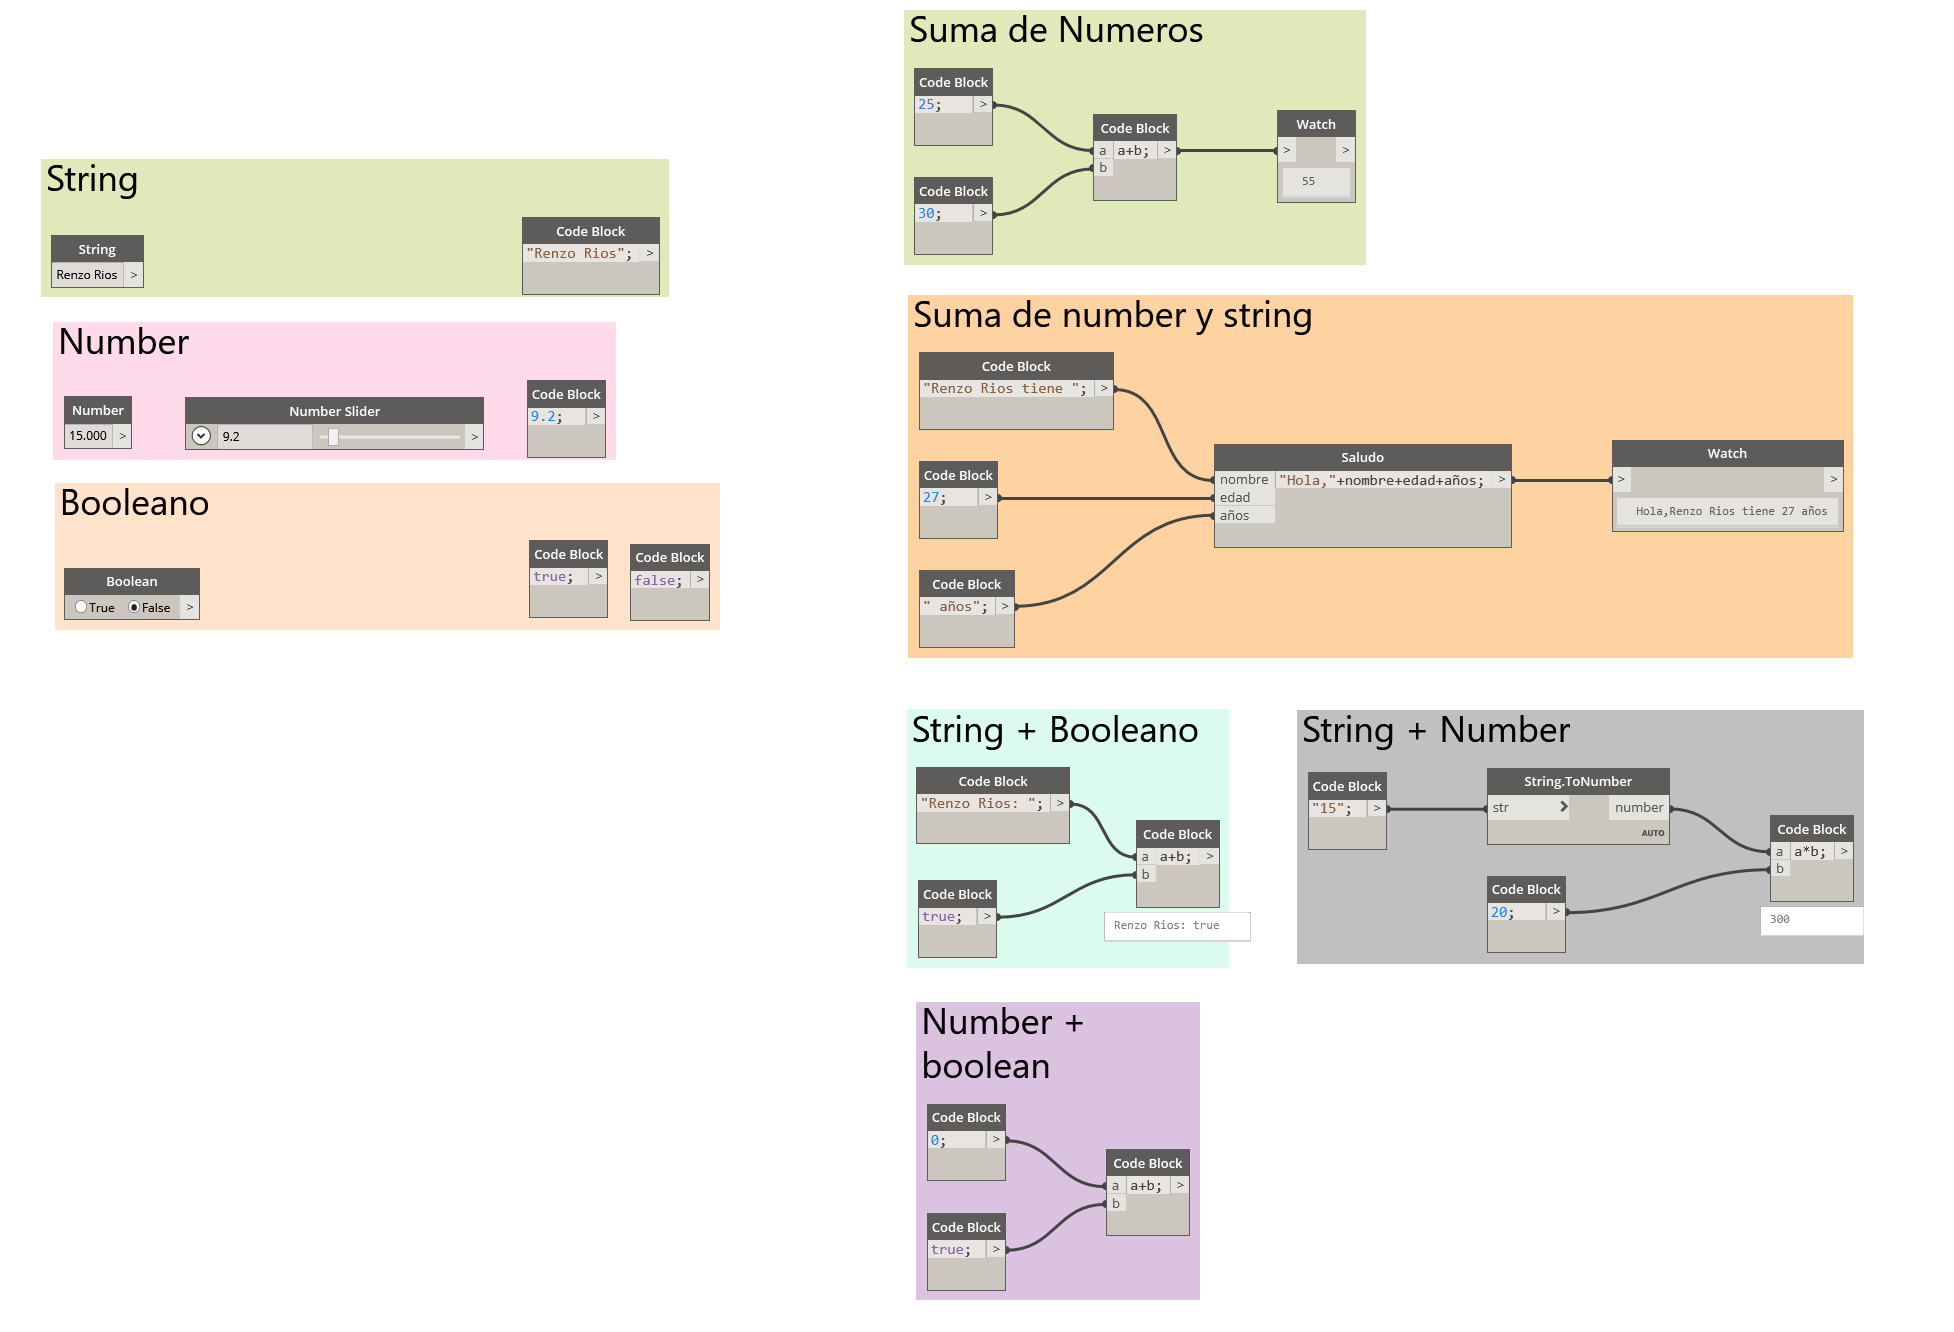 String
String
Renzo Rios >
Code Block
"Renzo Rios"; >
Number
Number
15.000 >
Number Slider
9.2 >
Code Block
9.2; >
Booleano
Boolean
True False >
Code Block
true; >
Code Block
false; >
Suma de Numeros
Code Block
25; >
Code Block
30; >
Code Block
a a+b; >
b
Watch
> >
55
Suma de number y string
Code Block
"Renzo Rios tiene "; >
Code Block
27; >
Code Block
" años"; >
Saludo
nombre "Hola,"+nombre+edad+años; >
edad
años
Watch
> >
Hola,Renzo Rios tiene 27 años
String + Booleano
Code Block
"Renzo Rios: "; >
Code Block
true; >
Code Block
a a+b; >
b
Renzo Rios: true
String + Number
Code Block
"15"; >
String.ToNumber
str > number
AUTO
Code Block
20; >
Code Block
a a*b; >
b
300
Number +
boolean
Code Block
0; >
Code Block
true; >
Code Block
a a+b; >
b